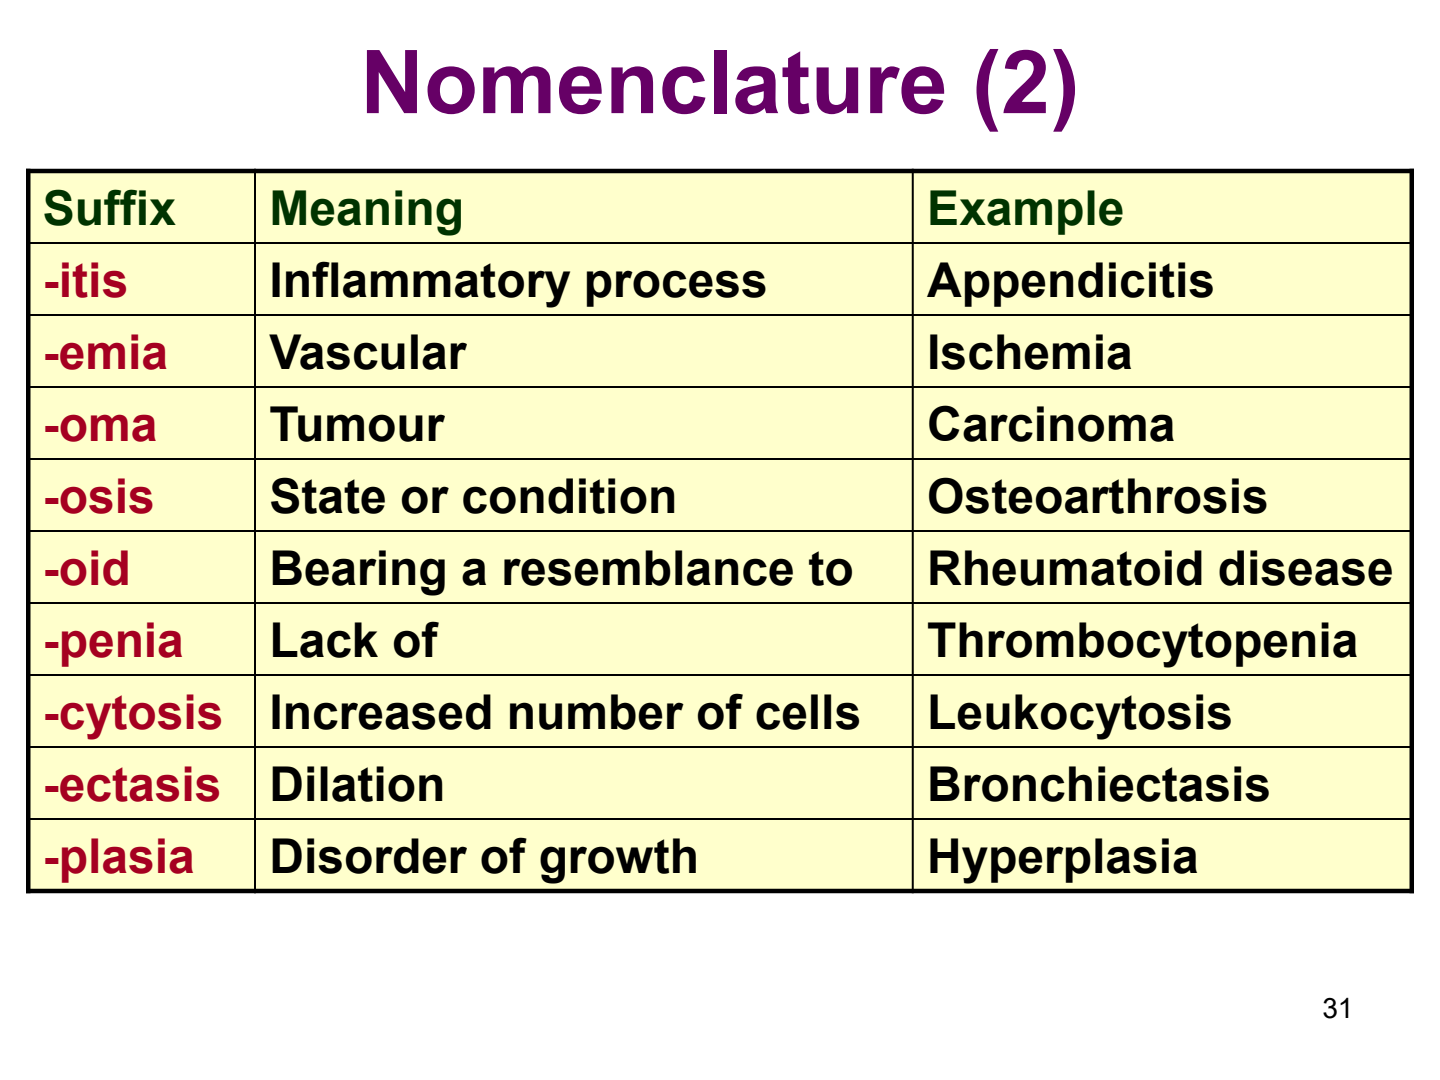 Nomenclature (2)
Suffix Meaning Example
-itis Inflammatory process Appendicitis
-emia Vascular Ischemia
-oma Tumour Carcinoma
-osis State or condition Osteoarthrosis
-oid Bearing a resemblance to Rheumatoid disease
-penia Lack of Thrombocytopenia
-cytosis Increased number of cells Leukocytosis
-ectasis Dilation Bronchiectasis
-plasia Disorder of growth Hyperplasia
31